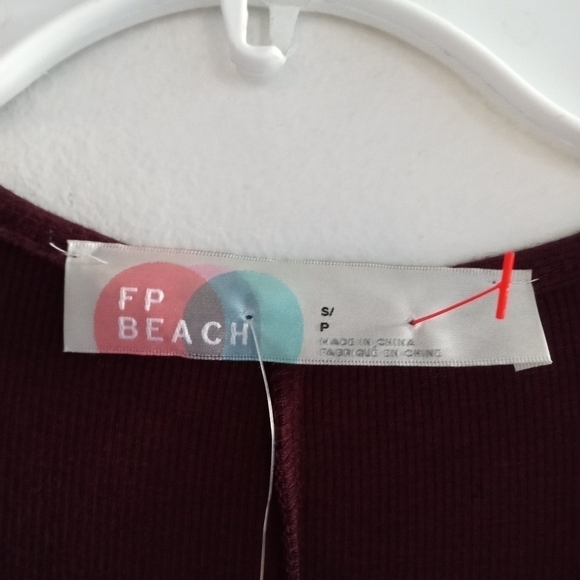 FP
BEACH
S/
P
MADE IN CHINA
FABRIQUÉ EN CHINE